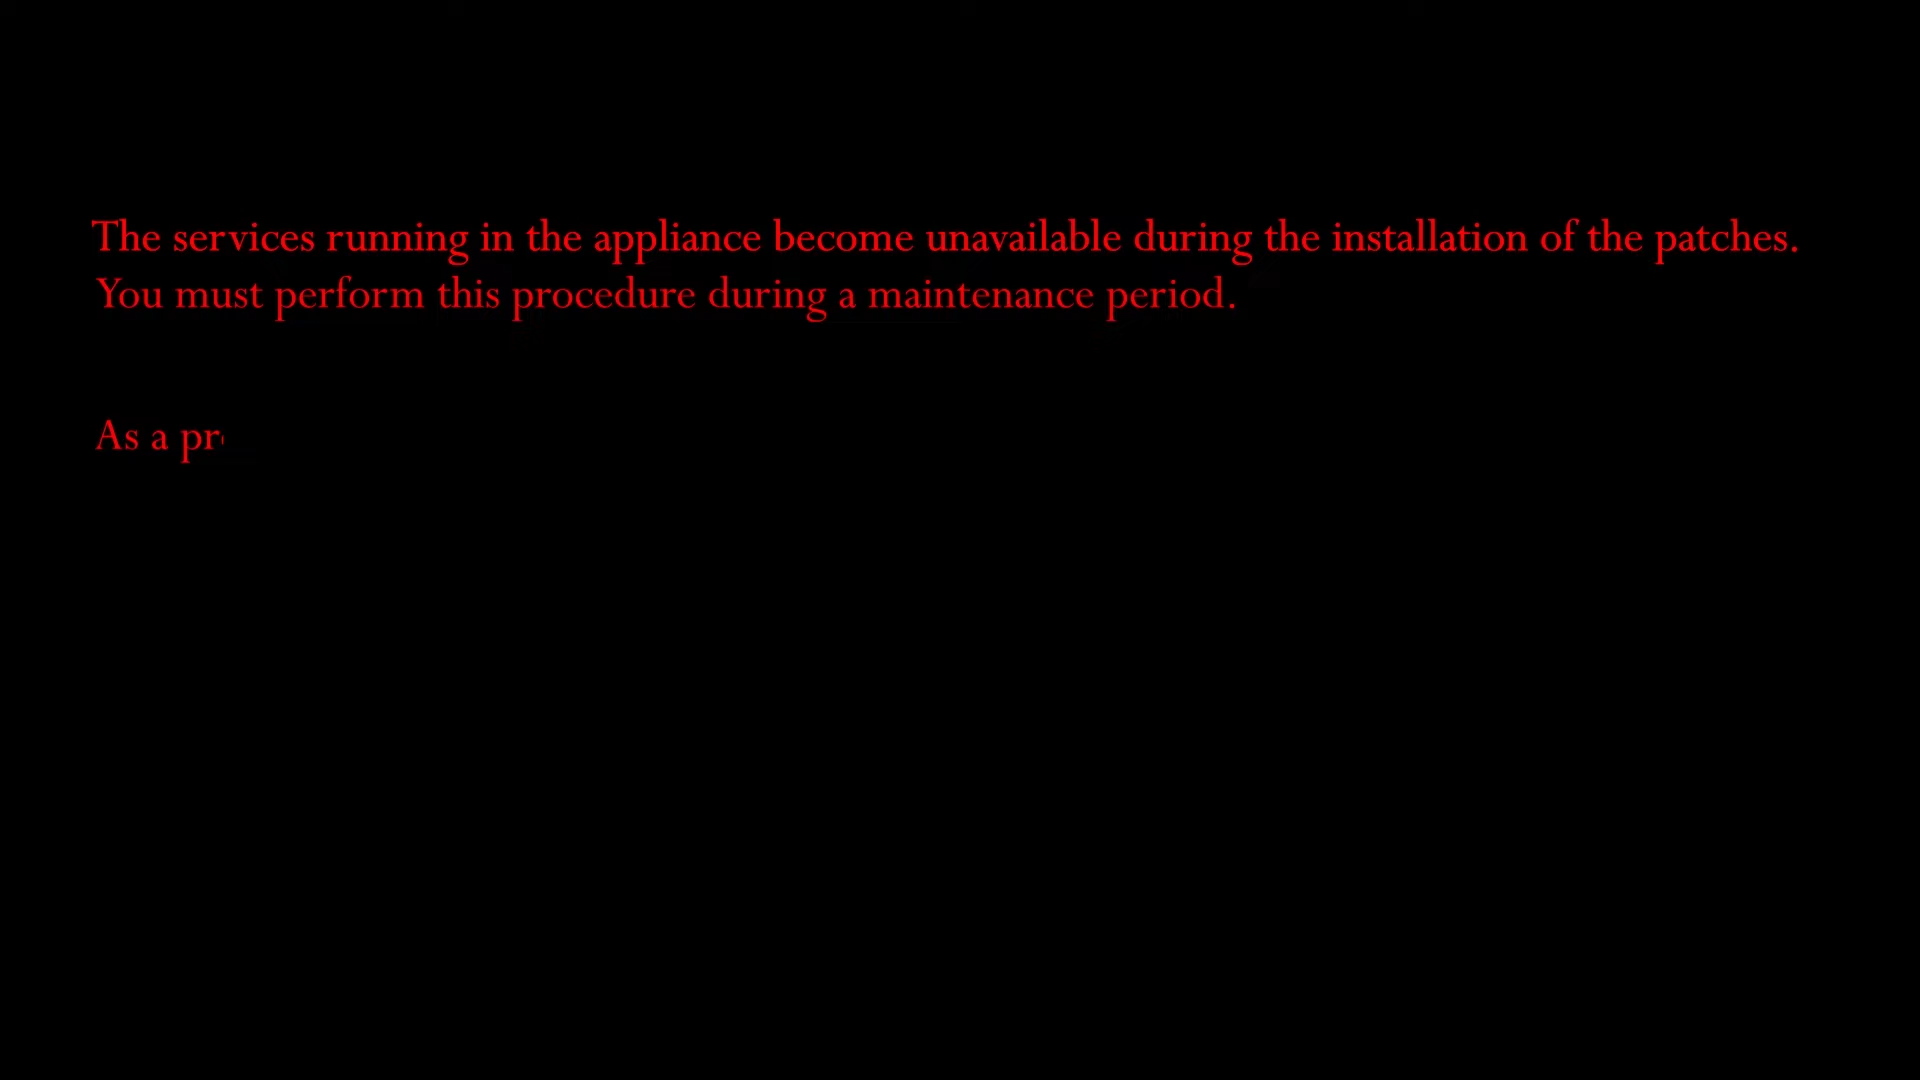 The services running in the appliance become unavailable during the installation of the patches.
You must perform this procedure during a maintenance period.
As a pr